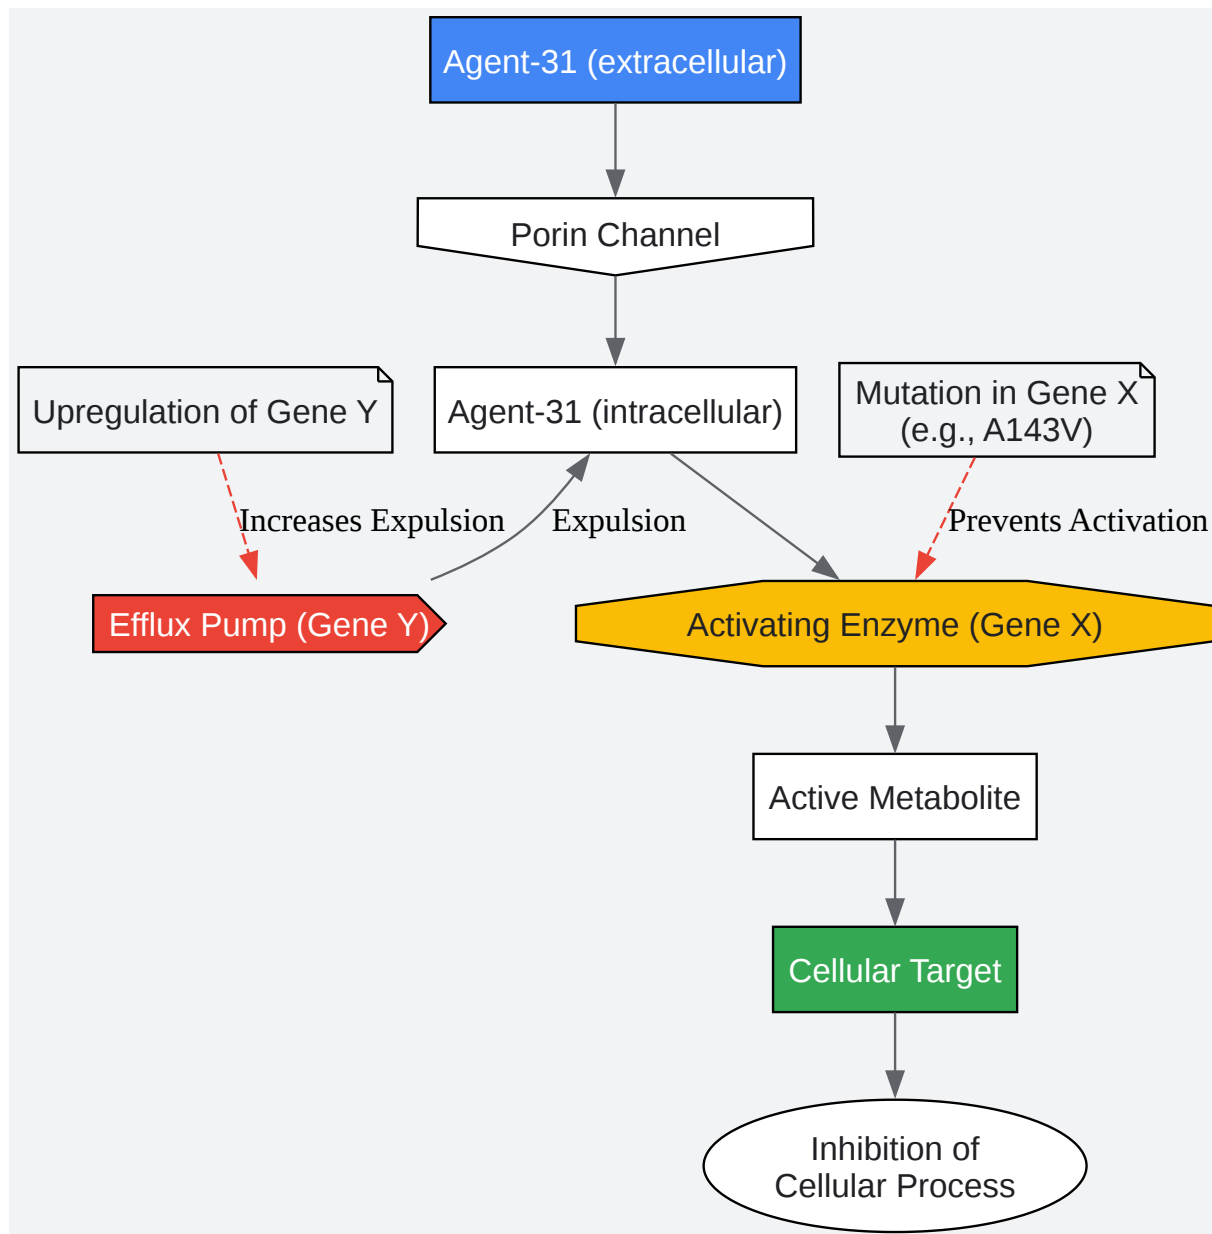 Agent-31 (extracellular)
Porin Channel
Upregulation of Gene Y
Agent-31 (intracellular)
Mutation in Gene X
(e.g., A143V)
Increases Expulsion
Expulsion
Prevents Activation
Efflux Pump (Gene Y)
Activating Enzyme (Gene X)
Active Metabolite
Cellular Target
Inhibition of
Cellular Process